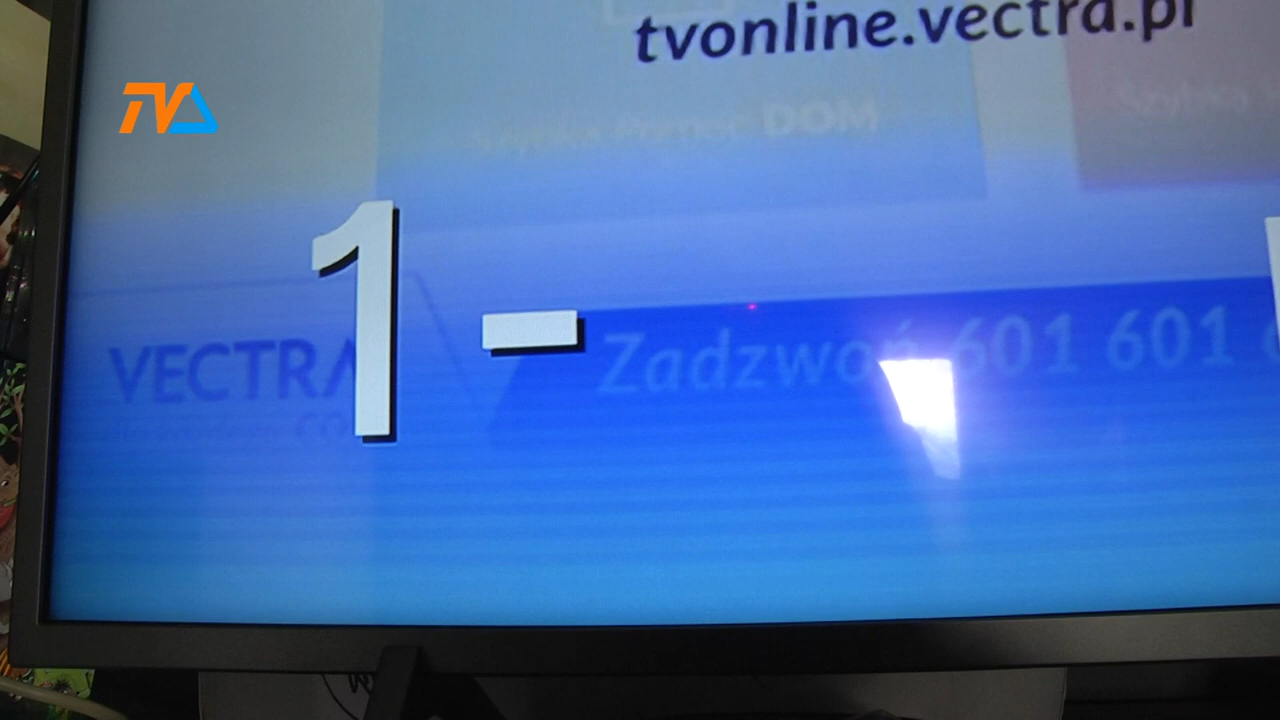 tvonline.vectra.pl
TVA
DOM
1 -
VECTRA
Zadzwoń 601 601